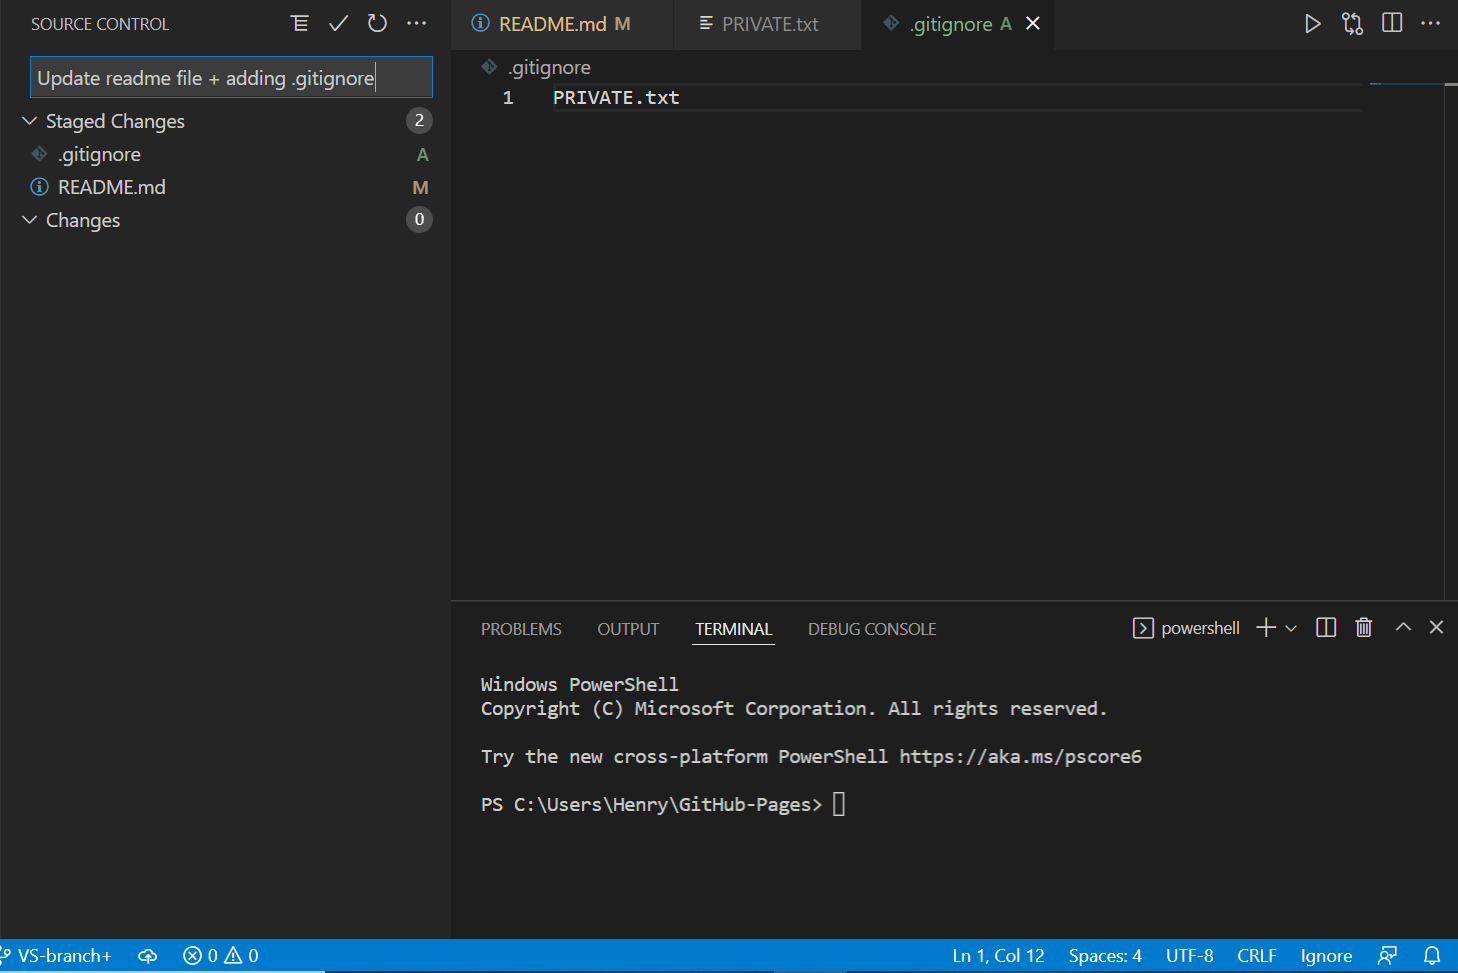 SOURCE CONTROL
Update readme file + adding .gitignore
Staged Changes 2
.gitignore A
README.md M
Changes 0
README.md M PRIVATE.txt .gitignore A
.gitignore
1 PRIVATE.txt
PROBLEMS OUTPUT TERMINAL DEBUG CONSOLE powershell
Windows PowerShell
Copyright (C) Microsoft Corporation. All rights reserved.
Try the new cross-platform PowerShell https://aka.ms/pscore6
PS C:\Users\Henry\GitHub-Pages>
VS-branch+ 0 0 Ln 1, Col 12 Spaces: 4 UTF-8 CRLF Ignore